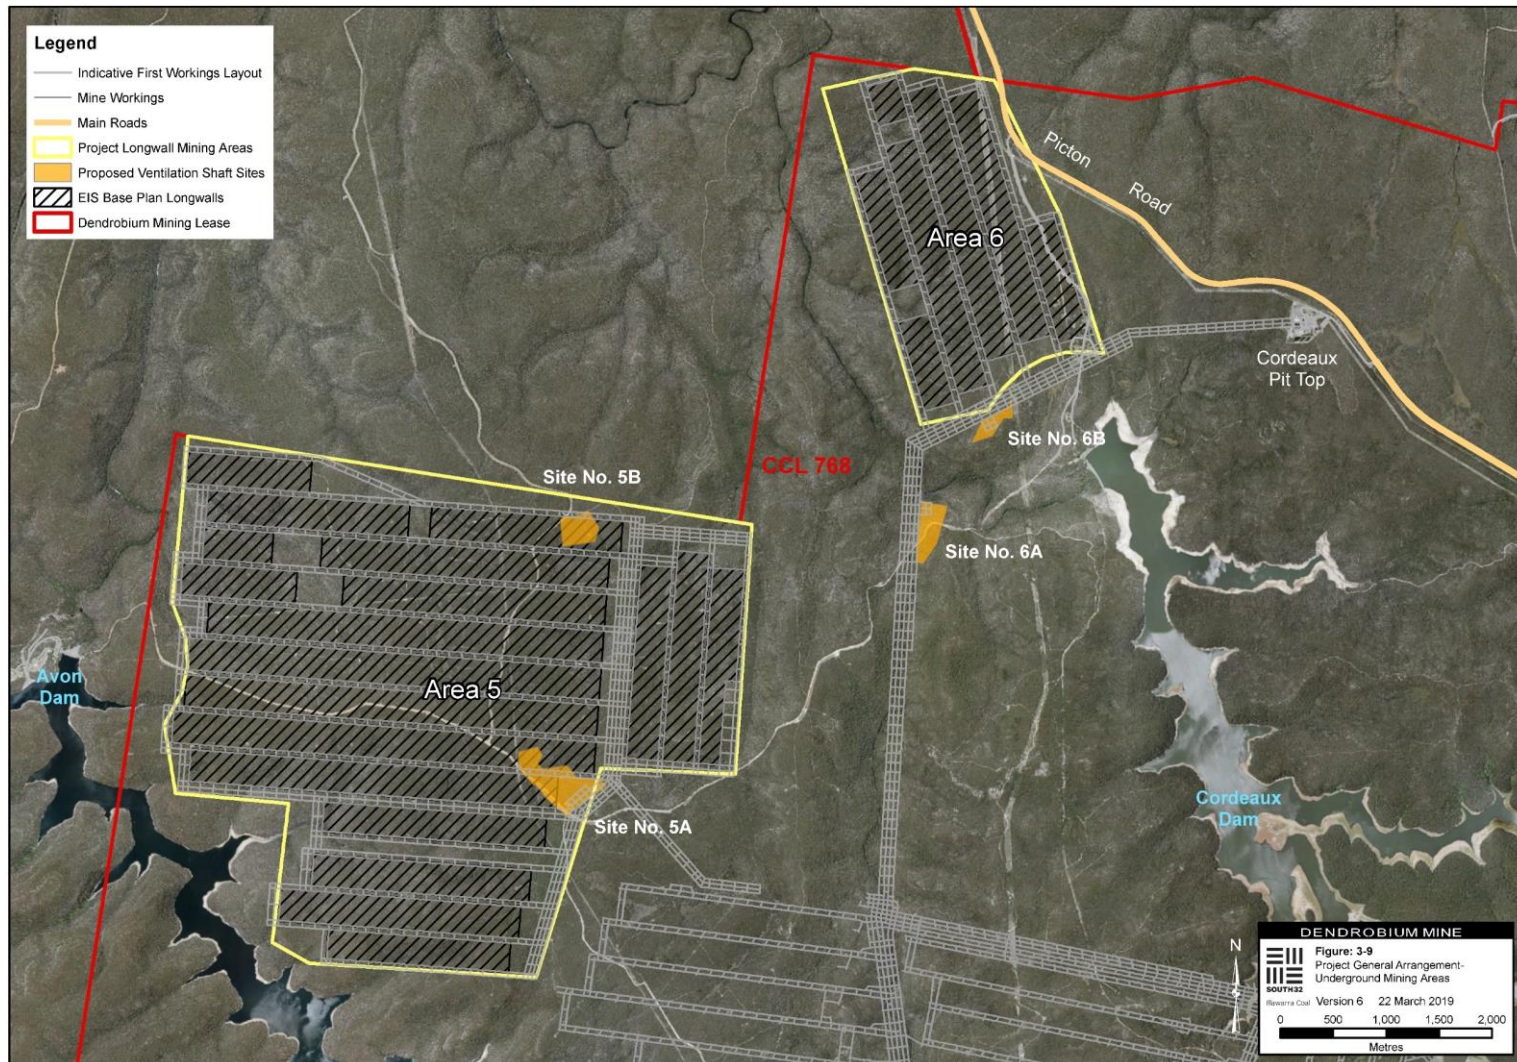 Legend
Indicative First Workings Layout
Mine Workings
Main Roads
Project Longwall Mining Areas
Proposed Ventilation Shaft Sites
EIS Base Plan Longwalls
Dendrobium Mining Lease
Picton
Road
Area 6
Cordeaux
Pit Top
Site No. 6B
CCL 768
Site No. 5B
Site No. 6A
Avon
Dam
Area 5
Cordeaux
Dam
Site No. 5A
DENDROBIUM MINE
N
Figure: 3-9
Project General Arrangement-
Underground Mining Areas
SOUTH32
Illawarra Coal
Version 6 22 March 2019
0 500 1,000 1,500 2,000
Metres